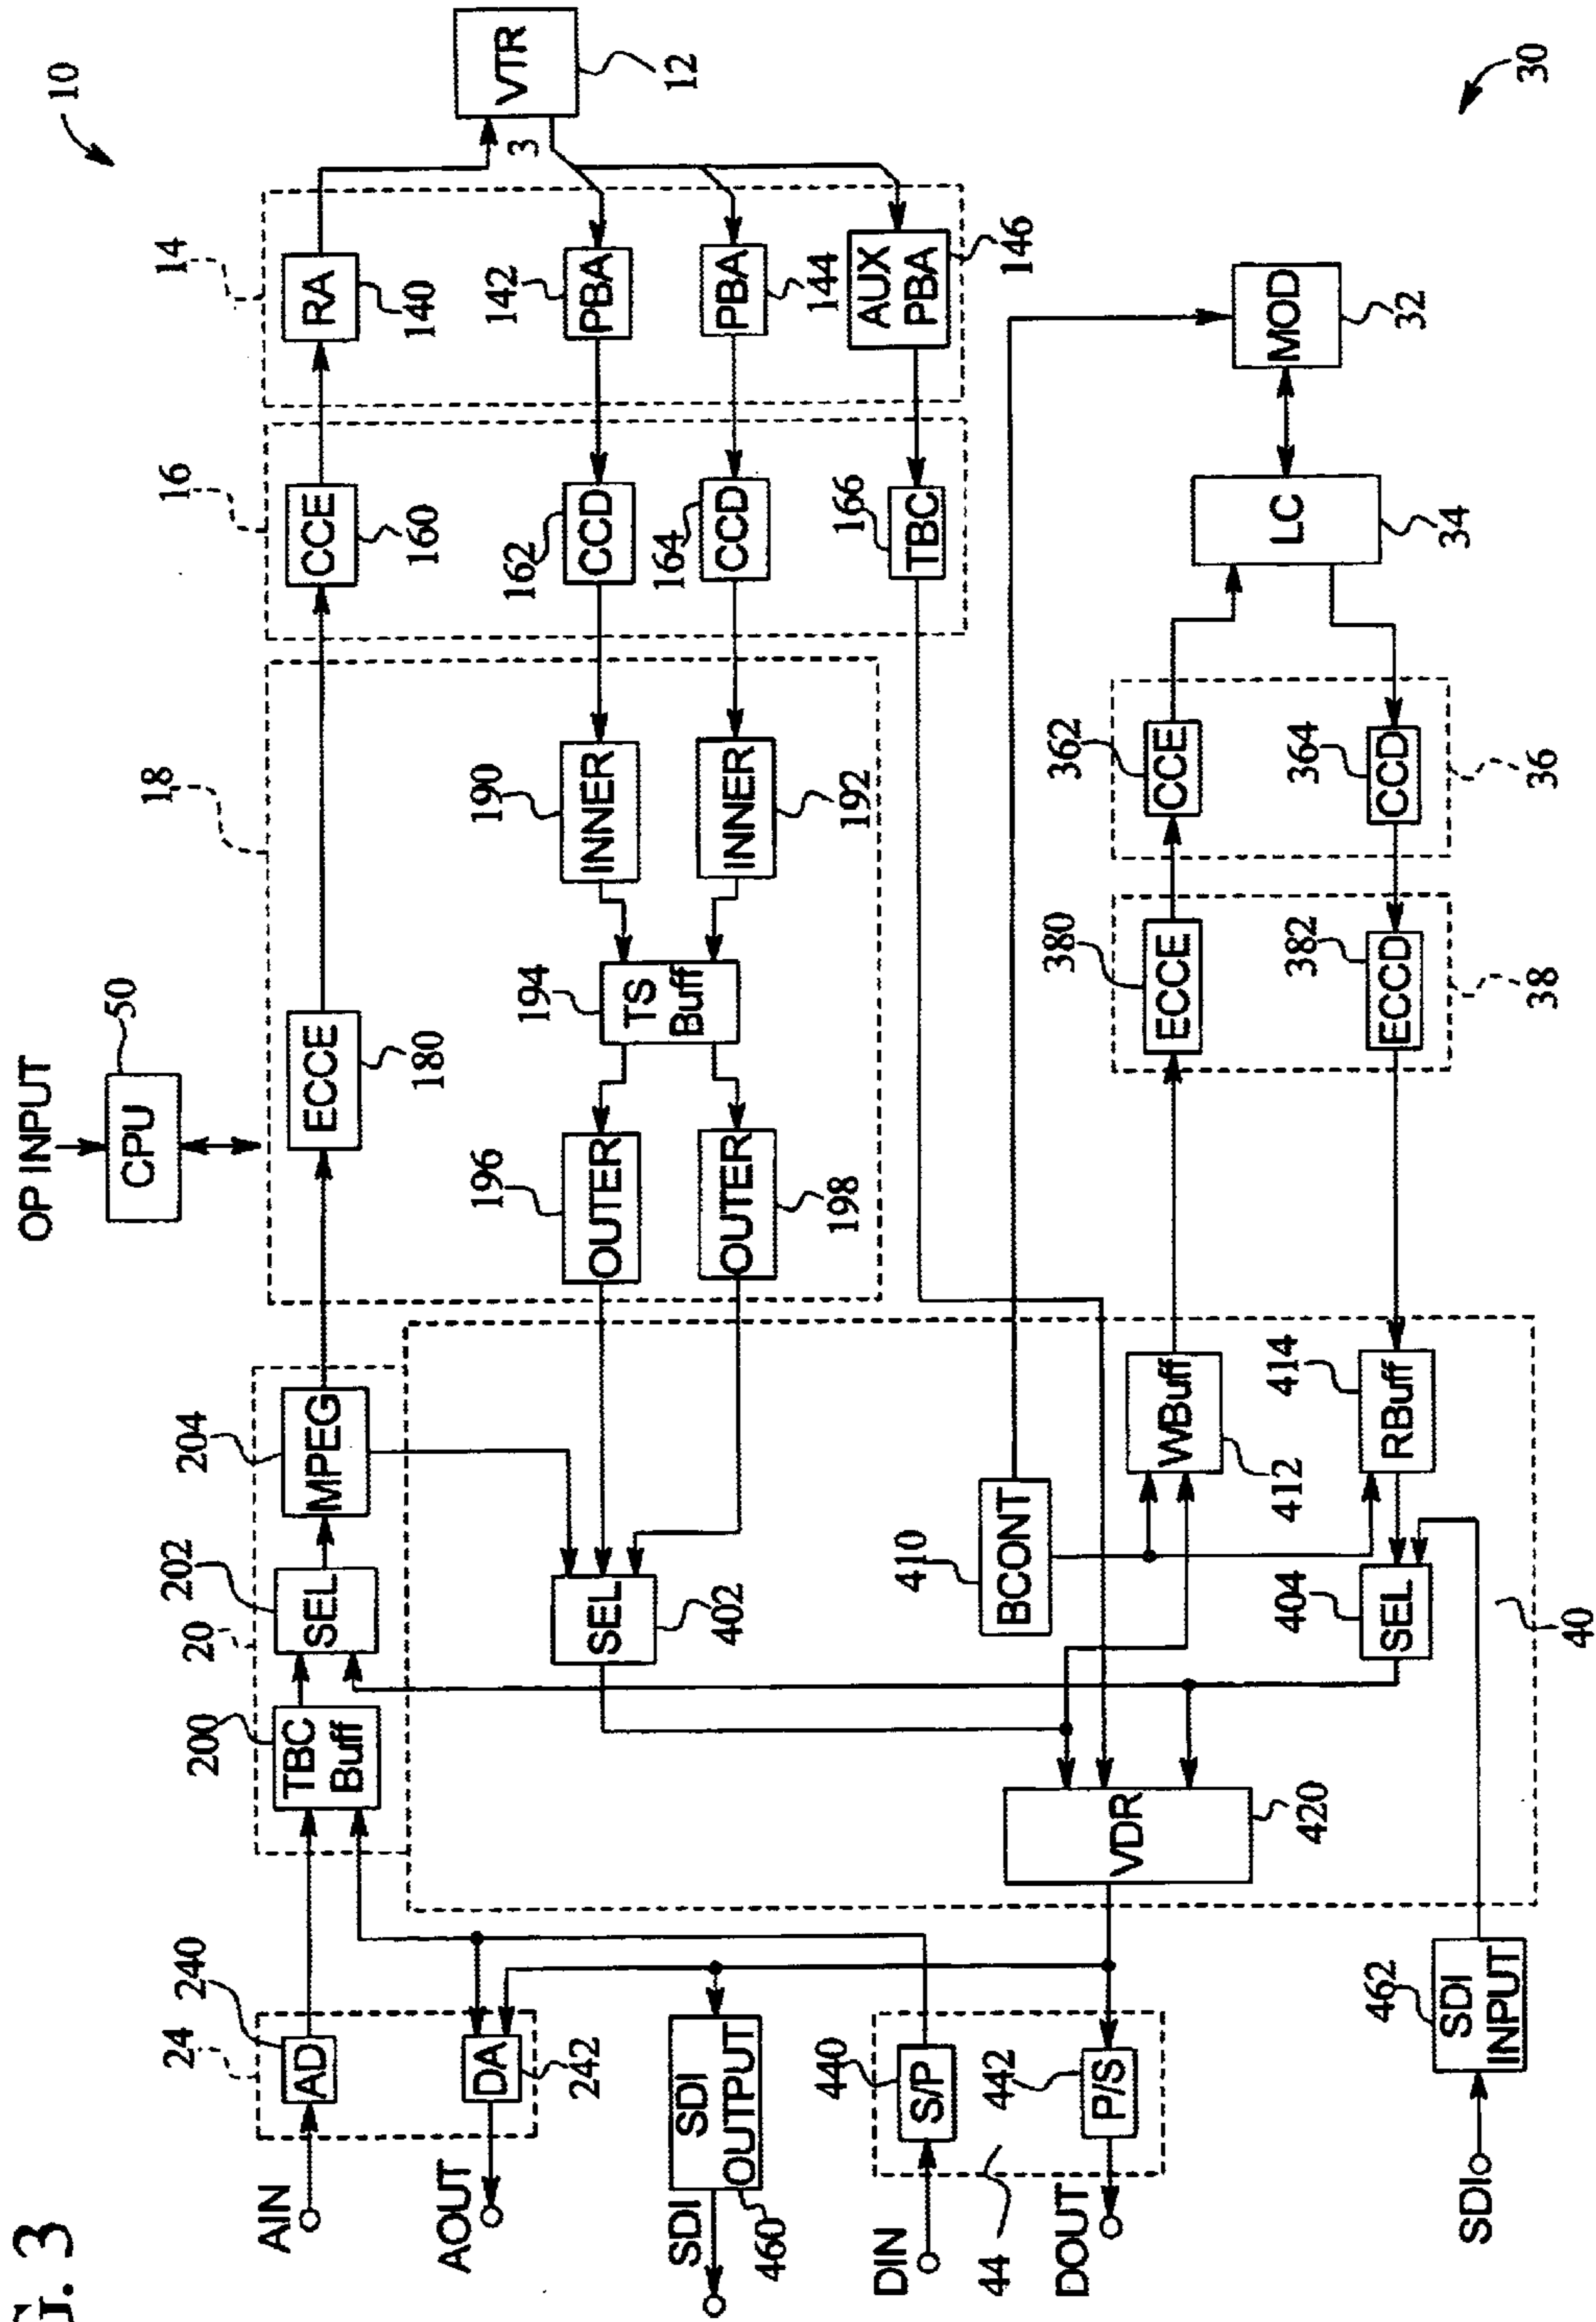 G. 3
10
30
OP INPUT
CPU
50
AIN
AD
240
24
AOUT
DA
242
SDI
SDI
OUTPUT
460
DIN
S/P
440
44
DOUT
P/S
442
SDI
SDI
INPUT
462
TBC
Buff
200
20
SEL
202
MPEG
204
ECCE
180
18
CCE
160
16
RA
140
14
VTR
12
3
OUTER
196
OUTER
198
TS
Buff
194
INNER
190
INNER
192
CCD
162
CCD
164
TBC
166
PBA
142
PBA
144
AUX
PBA
146
SEL
402
BCONT
410
VDR
420
WBuff
412
RBuff
414
SEL
404
40
ECCE
380
ECCD
382
38
CCE
362
CCD
364
36
LC
34
MOD
32